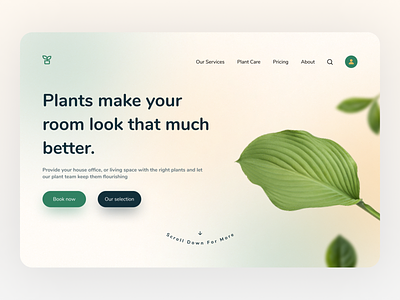 Our Services Plant Care Pricing About
Plants make your
room look that much
better.
Provide your house office, or living space with the right plants and let
our plant team keep them flourishing
Book now Our selection
Scroll Down For More